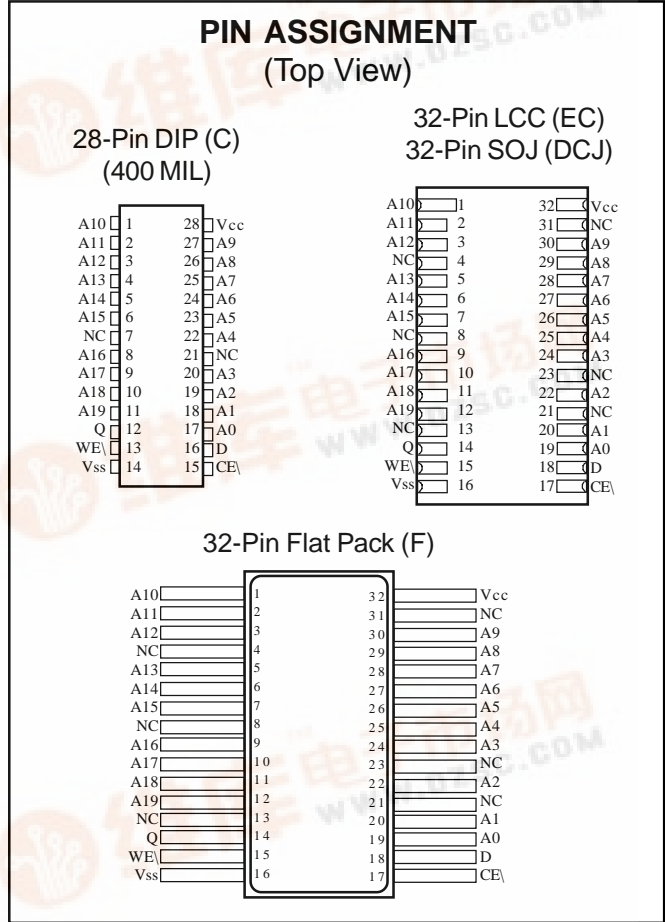 PIN ASSIGNMENT
(Top View)
28-Pin DIP (C)
(400 MIL)
A10 1 28 Vcc
A11 2 27 A9
A12 3 26 A8
A13 4 25 A7
A14 5 24 A6
A15 6 23 A5
NC 7 22 A4
A16 8 21 NC
A17 9 20 A3
A18 10 19 A2
A19 11 18 A1
Q 12 17 A0
WE\ 13 16 D
Vss 14 15 CE\
32-Pin LCC (EC)
32-Pin SOJ (DCJ)
A10 1 32 Vcc
A11 2 31 NC
A12 3 30 A9
NC 4 29 A8
A13 5 28 A7
A14 6 27 A6
A15 7 26 A5
NC 8 25 A4
A16 9 24 A3
A17 10 23 NC
A18 11 22 A2
A19 12 21 NC
NC 13 20 A1
Q 14 19 A0
WE\ 15 18 D
Vss 16 17 CE\
32-Pin Flat Pack (F)
A10 1 32 Vcc
A11 2 31 NC
A12 3 30 A9
NC 4 29 A8
A13 5 28 A7
A14 6 27 A6
A15 7 26 A5
NC 8 25 A4
A16 9 24 A3
A17 10 23 NC
A18 11 22 A2
A19 12 21 NC
NC 13 20 A1
Q 14 19 A0
WE\ 15 18 D
Vss 16 17 CE\
维库电子市场网
WWW.DZSC.COM